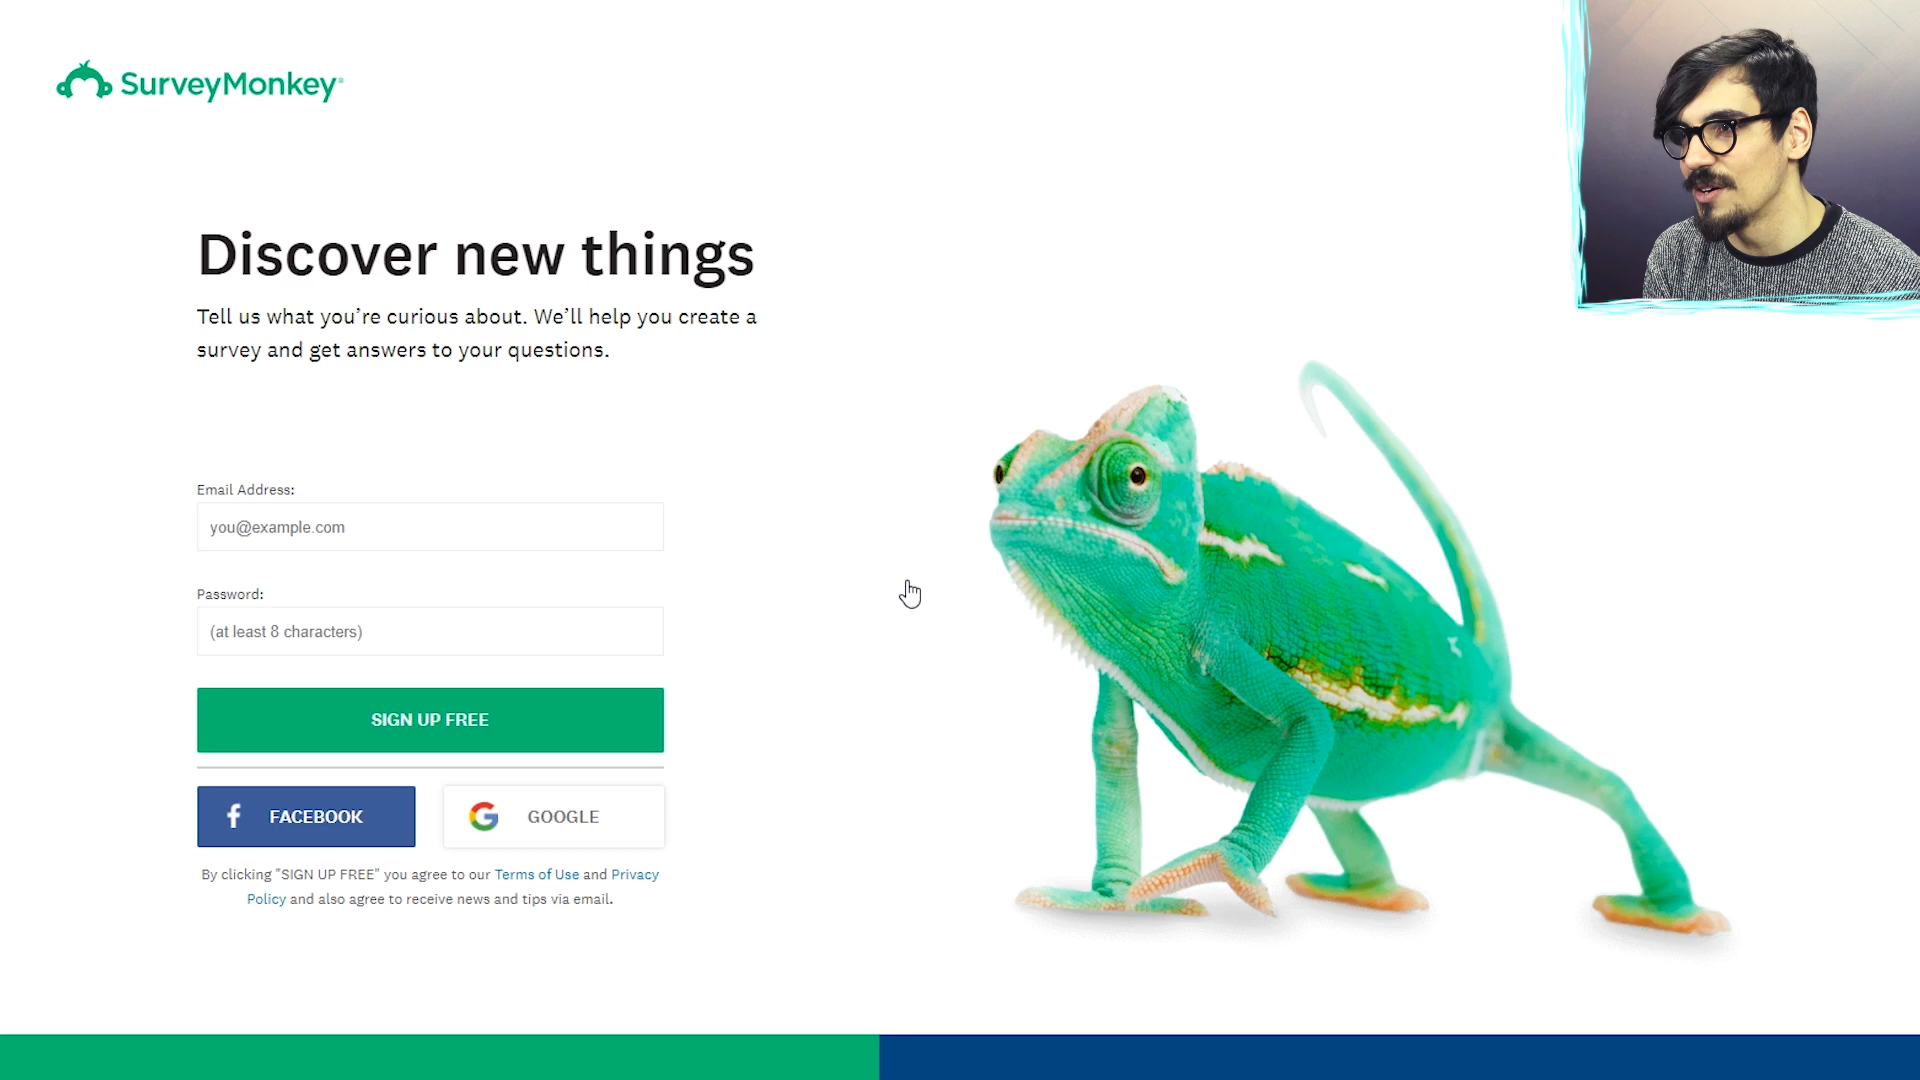 SurveyMonkey®
Discover new things
Tell us what you’re curious about. We’ll help you create a
survey and get answers to your questions.
Email Address:
you@example.com
Password:
(at least 8 characters)
SIGN UP FREE
FACEBOOK
GOOGLE
By clicking "SIGN UP FREE" you agree to our Terms of Use and Privacy
Policy and also agree to receive news and tips via email.